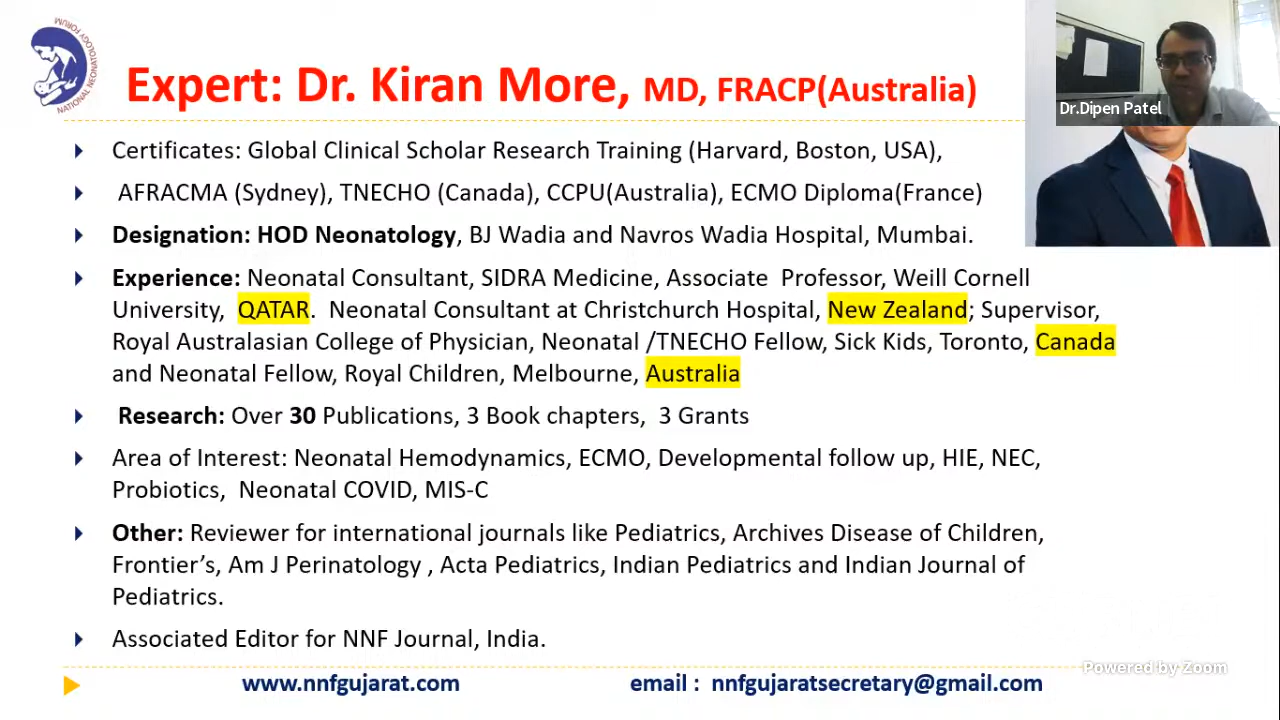 NATIONAL NEONATOLOGY FORUM
Expert: Dr. Kiran More, MD, FRACP(Australia)
Dr.Dipen Patel
Certificates: Global Clinical Scholar Research Training (Harvard, Boston, USA),
AFRACMA (Sydney), TNECHO (Canada), CCPU(Australia), ECMO Diploma(France)
Designation: HOD Neonatology, BJ Wadia and Navros Wadia Hospital, Mumbai.
Experience: Neonatal Consultant, SIDRA Medicine, Associate Professor, Weill Cornell
University, QATAR. Neonatal Consultant at Christchurch Hospital, New Zealand; Supervisor,
Royal Australasian College of Physician, Neonatal /TNECHO Fellow, Sick Kids, Toronto, Canada
and Neonatal Fellow, Royal Children, Melbourne, Australia
Research: Over 30 Publications, 3 Book chapters, 3 Grants
Area of Interest: Neonatal Hemodynamics, ECMO, Developmental follow up, HIE, NEC,
Probiotics, Neonatal COVID, MIS-C
Other: Reviewer for international journals like Pediatrics, Archives Disease of Children,
Frontier’s, Am J Perinatology , Acta Pediatrics, Indian Pediatrics and Indian Journal of
Pediatrics.
Associated Editor for NNF Journal, India.
Powered by Zoom
www.nnfgujarat.com email : nnfgujaratsecretary@gmail.com